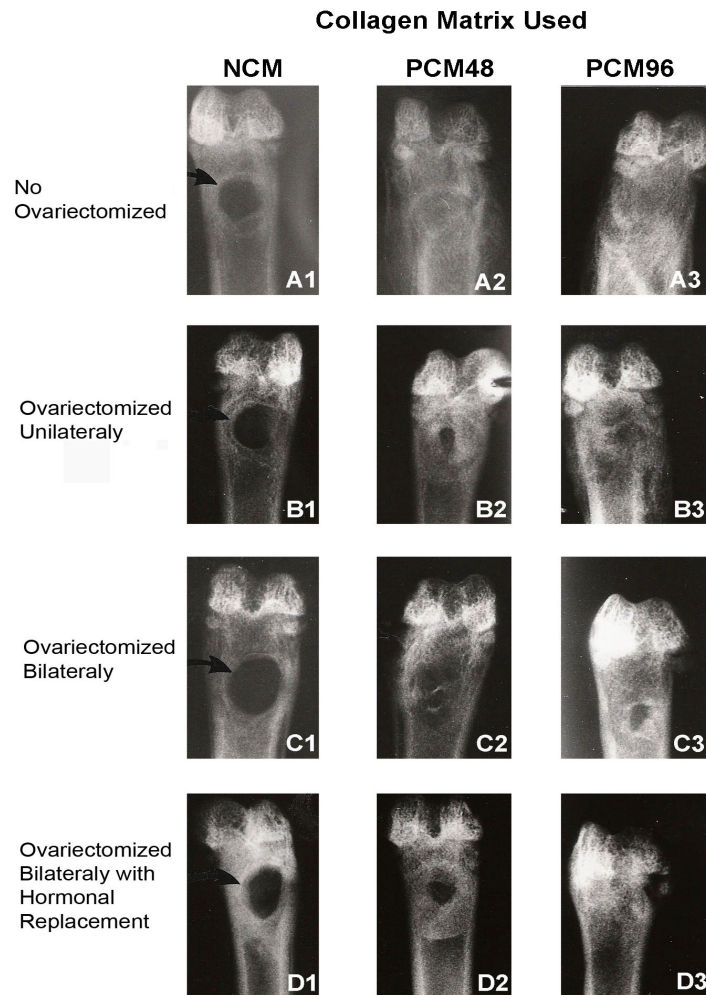 Collagen Matrix Used
NCM PCM48 PCM96
No
Ovariectomized
A1 A2 A3
Ovariectomized
Unilateraly
B1 B2 B3
Ovariectomized
Bilateraly
C1 C2 C3
Ovariectomized
Bilateraly with
Hormonal
Replacement
D1 D2 D3